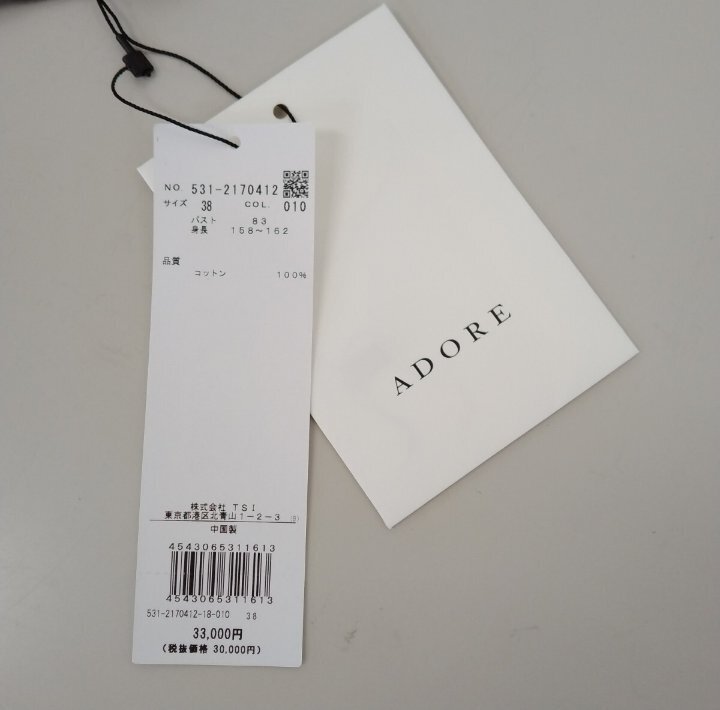 NO. 531-2170412
サイズ 38 COL. 010
バスト 83
身長 158～162
品質
コットン 100%
株式会社 TSI
東京都港区北青山1-2-3 (B)
中国製
4543065311613
4543065311613
531-2170412-18-010 38
33,000円
(税抜価格 30,000円)
ADORE